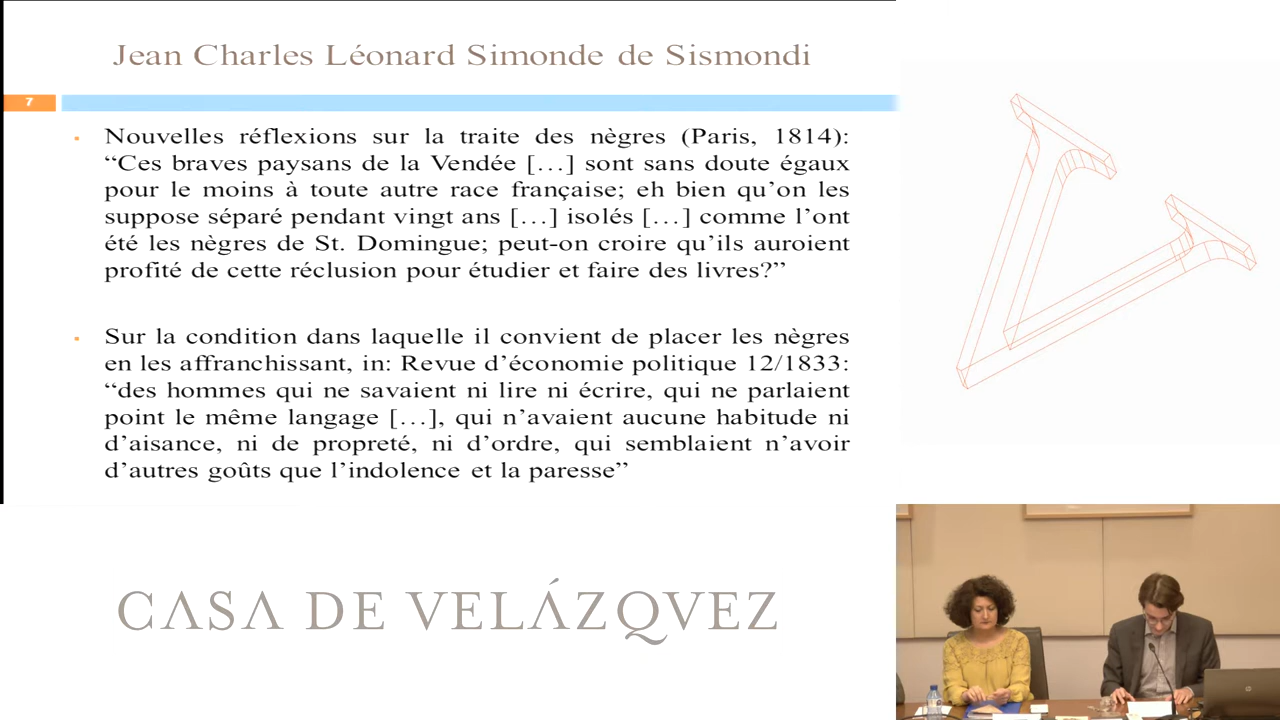 Jean Charles Léonard Simonde de Sismondi
7
Nouvelles réflexions sur la traite des nègres (Paris, 1814):
“Ces braves paysans de la Vendée […] sont sans doute égaux
pour le moins à toute autre race française; eh bien qu’on les
suppose séparé pendant vingt ans […] isolés […] comme l’ont
été les nègres de St. Domingue; peut-on croire qu’ils auroient
profité de cette réclusion pour étudier et faire des livres?”
Sur la condition dans laquelle il convient de placer les nègres
en les affranchissant, in: Revue d’économie politique 12/1833:
“des hommes qui ne savaient ni lire ni écrire, qui ne parlaient
point le même langage […], qui n’avaient aucune habitude ni
d’aisance, ni de propreté, ni d’ordre, qui semblaient n’avoir
d’autres goûts que l’indolence et la paresse”
CASA DE VELÁZQVEZ